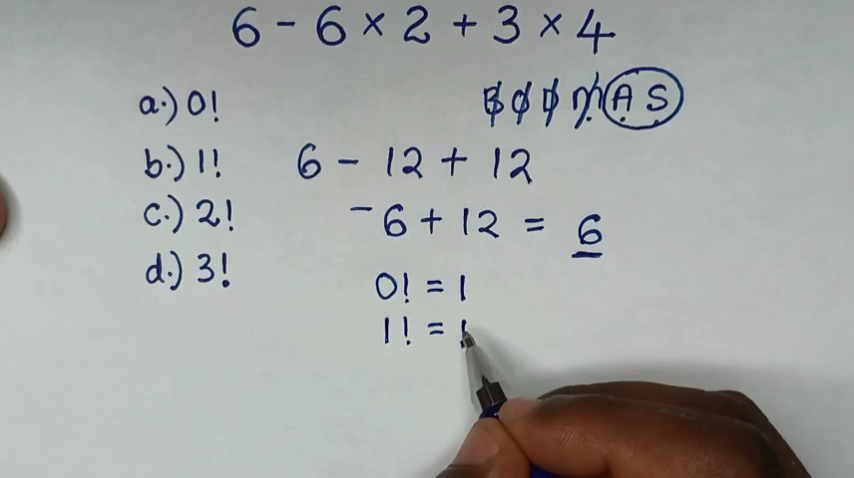 6 - 6 × 2 + 3 × 4
a.) 0!
B O D M A S
b.) 1!
6 - 12 + 12
c.) 2!
-6 + 12 = 6
d.) 3!
0! = 1
1! = 1